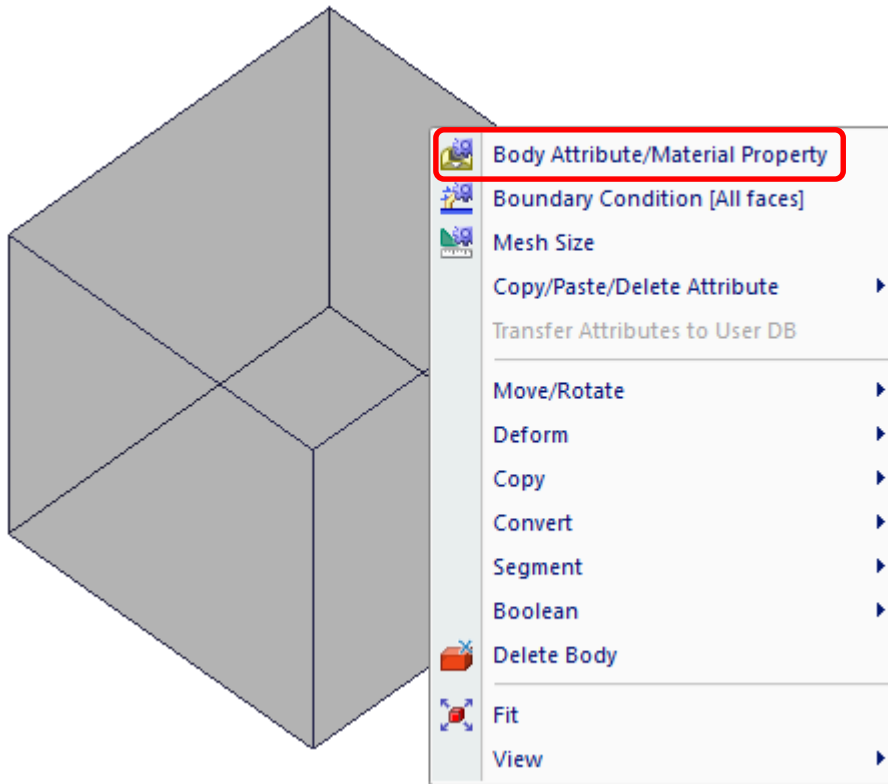 Body Attribute/Material Property
Boundary Condition [All faces]
Mesh Size
Copy/Paste/Delete Attribute
Transfer Attributes to User DB
Move/Rotate
Deform
Copy
Convert
Segment
Boolean
Delete Body
Fit
View